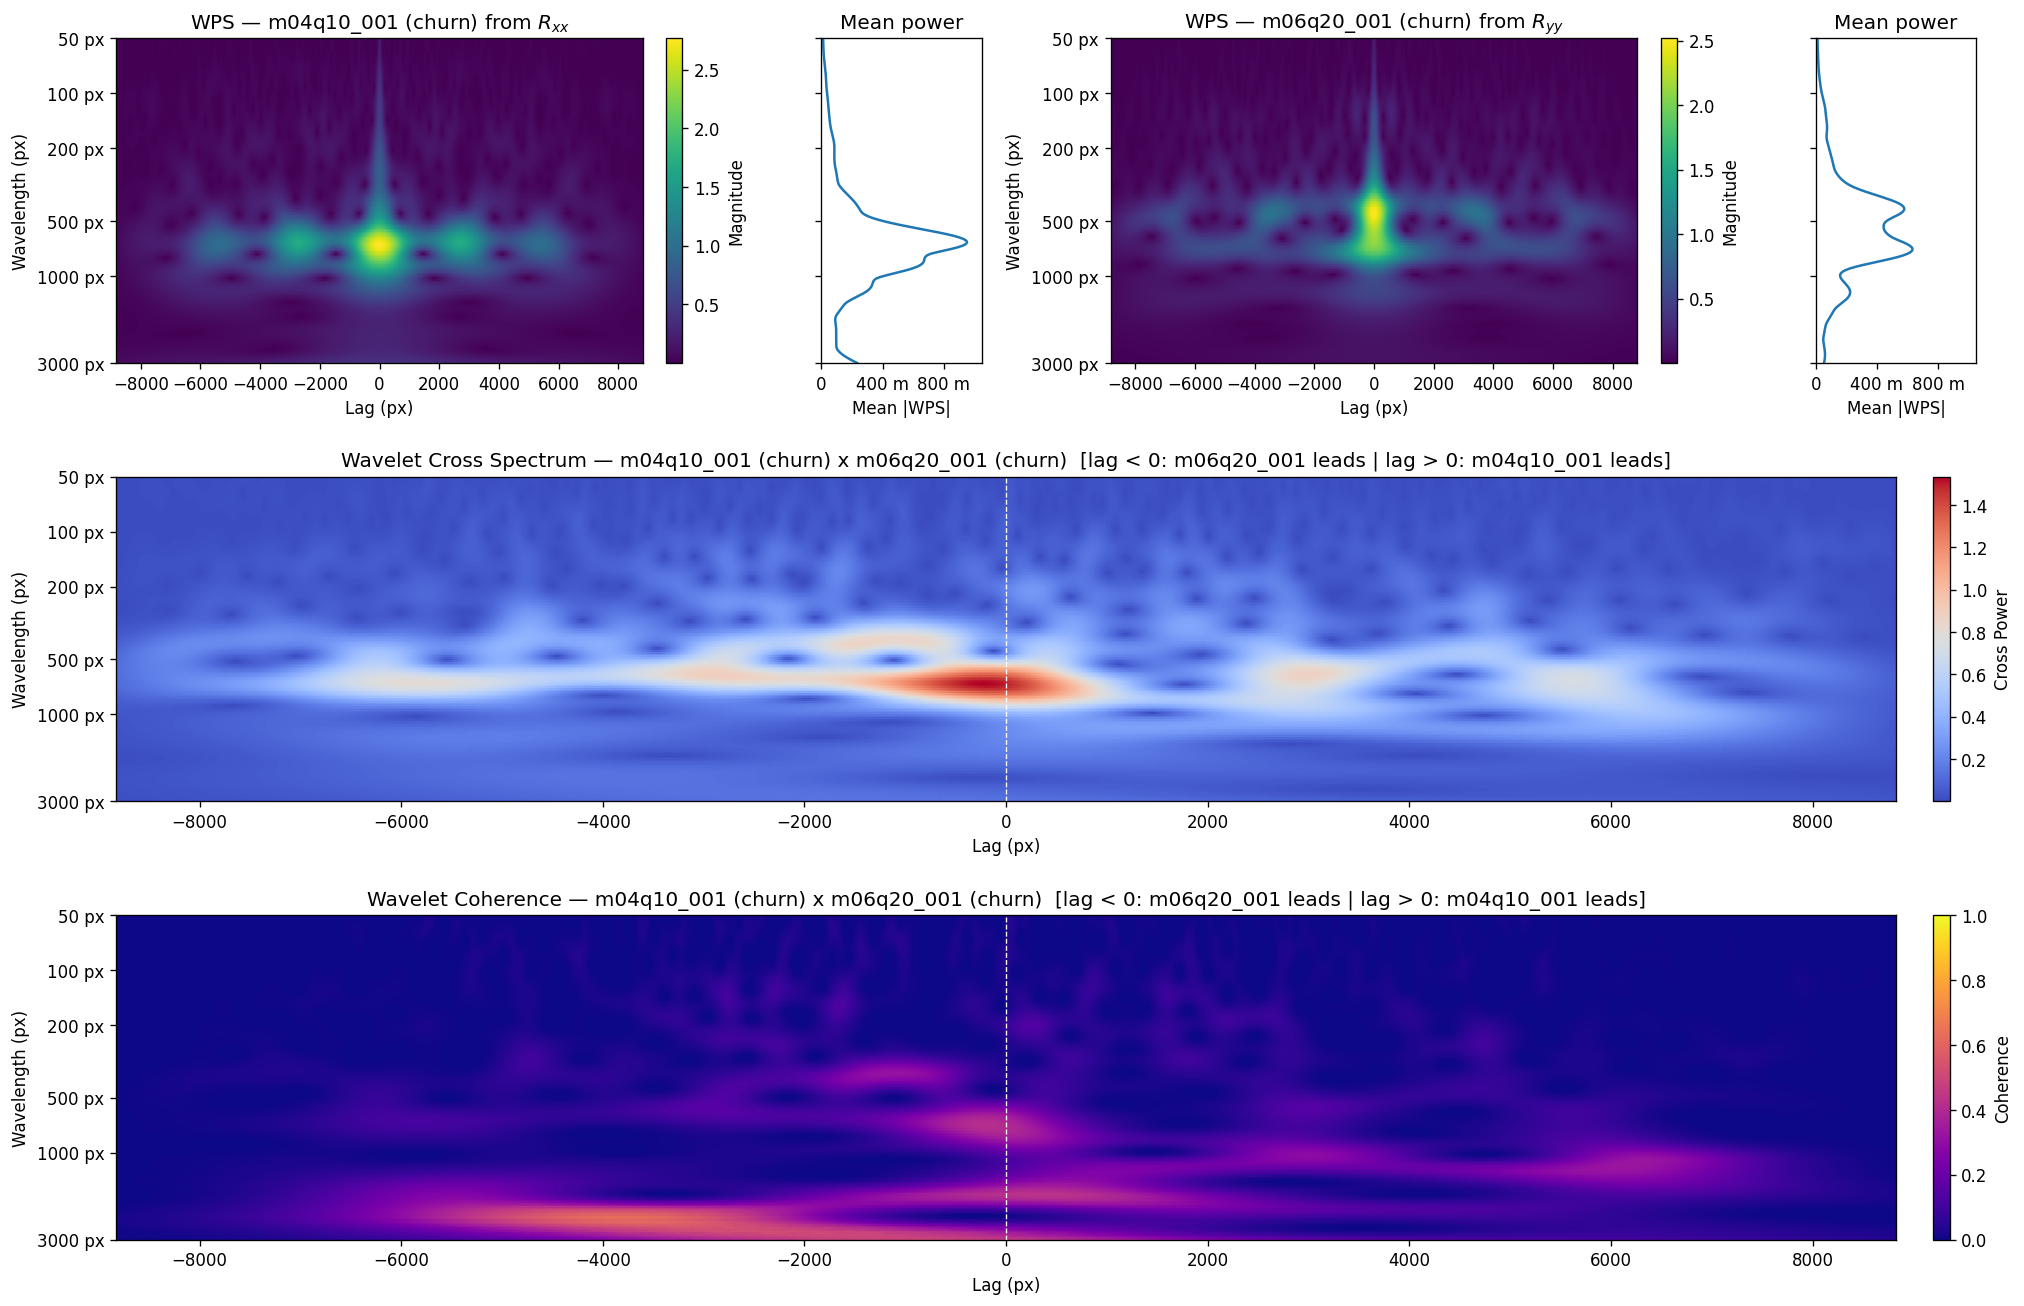 WPS — m04q10_001 (churn) from Rxx
Mean power
WPS — m06q20_001 (churn) from Ryy
Mean power
50 px
100 px
200 px
500 px
1000 px
3000 px
Wavelength (px)
−8000 −6000 −4000 −2000 0 2000 4000 6000 8000
Lag (px)
2.5
2.0
1.5
1.0
0.5
Magnitude
0 400 m 800 m
Mean |WPS|
50 px
100 px
200 px
500 px
1000 px
3000 px
Wavelength (px)
−8000 −6000 −4000 −2000 0 2000 4000 6000 8000
Lag (px)
2.5
2.0
1.5
1.0
0.5
Magnitude
0 400 m 800 m
Mean |WPS|
Wavelet Cross Spectrum — m04q10_001 (churn) x m06q20_001 (churn) [lag < 0: m06q20_001 leads | lag > 0: m04q10_001 leads]
50 px
100 px
200 px
500 px
1000 px
3000 px
Wavelength (px)
−8000 −6000 −4000 −2000 0 2000 4000 6000 8000
Lag (px)
1.4
1.2
1.0
0.8
0.6
0.4
0.2
Cross Power
Wavelet Coherence — m04q10_001 (churn) x m06q20_001 (churn) [lag < 0: m06q20_001 leads | lag > 0: m04q10_001 leads]
50 px
100 px
200 px
500 px
1000 px
3000 px
Wavelength (px)
−8000 −6000 −4000 −2000 0 2000 4000 6000 8000
Lag (px)
1.0
0.8
0.6
0.4
0.2
0.0
Coherence